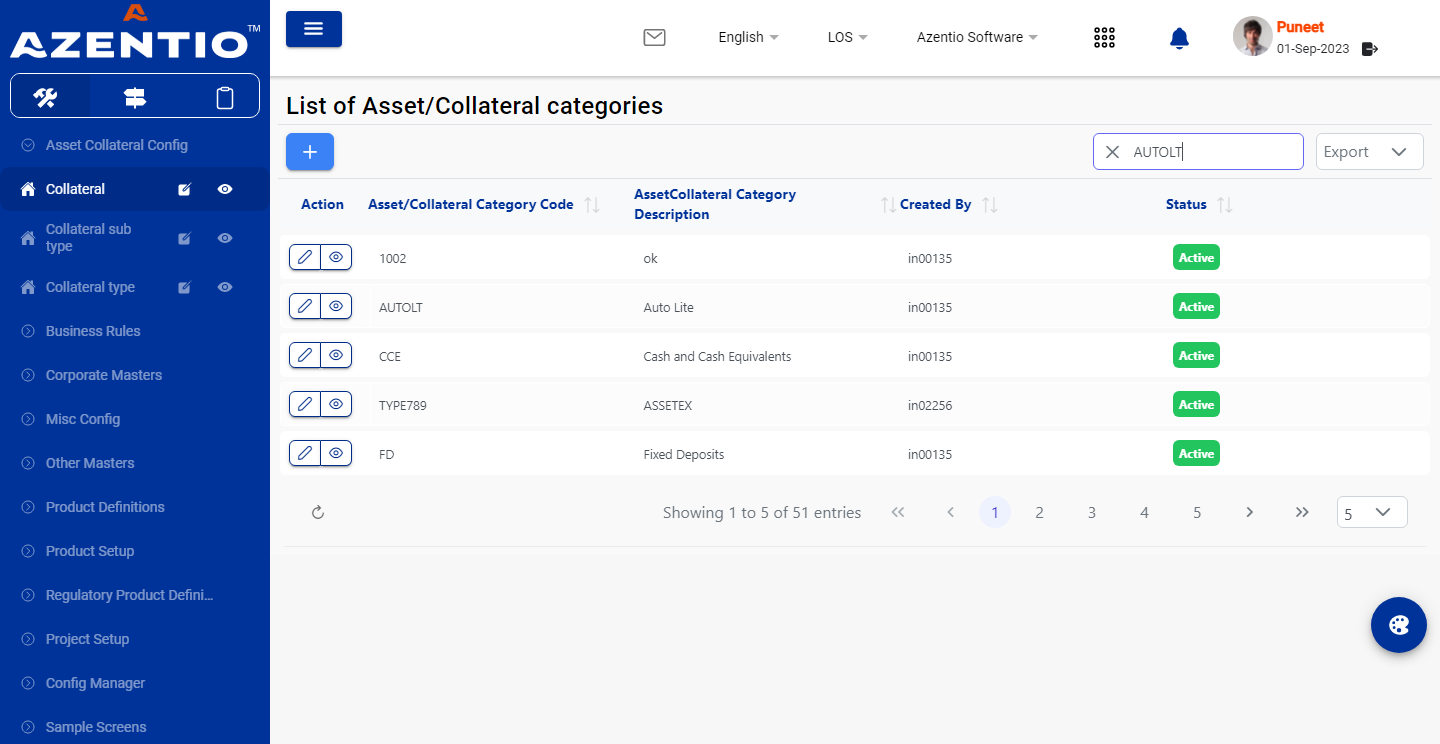 AZENTIO™
English
LOS
Azentio Software
Puneet
01-Sep-2023
Asset Collateral Config
Collateral
Collateral sub
type
Collateral type
Business Rules
Corporate Masters
Misc Config
Other Masters
Product Definitions
Product Setup
Regulatory Product Defini...
Project Setup
Config Manager
Sample Screens
List of Asset/Collateral categories
AUTOLT
Export
Action Asset/Collateral Category Code AssetCollateral Category Description Created By Status
1002 ok in00135 Active
AUTOLT Auto Lite in00135 Active
CCE Cash and Cash Equivalents in00135 Active
TYPE789 ASSETEX in02256 Active
FD Fixed Deposits in00135 Active
Showing 1 to 5 of 51 entries 1 2 3 4 5 5